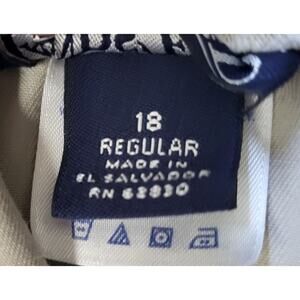 18
REGULAR
MADE IN
EL SALVADOR
RN 62830